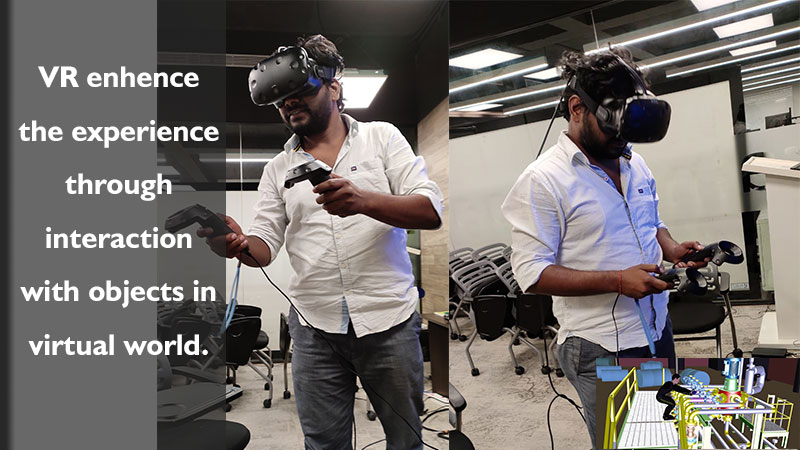 VR enhence
the experience
through
interaction
with objects in
virtual world.